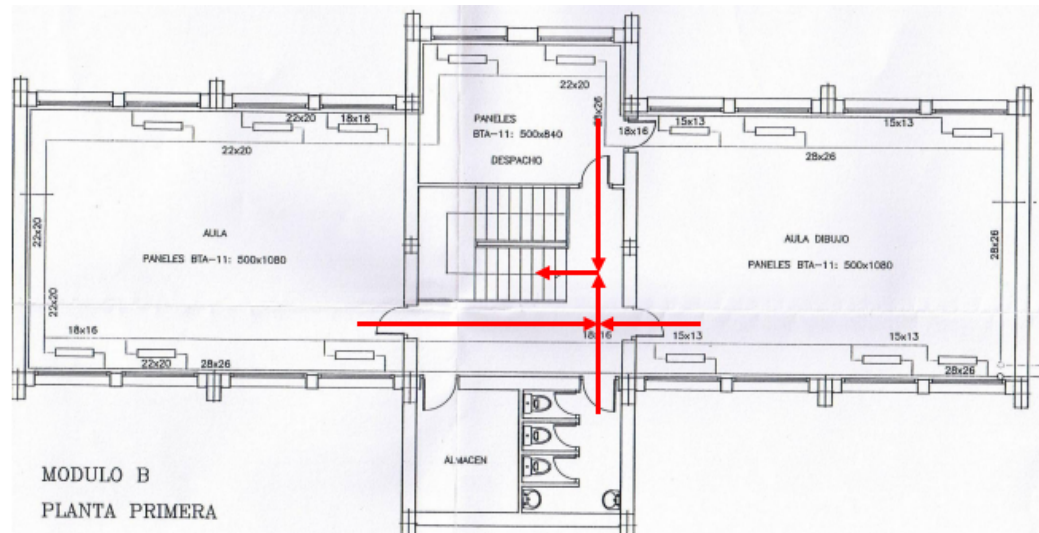 22x20
28x26
PANELES
22x20
18x16
18x16
15x13
15x13
BTA-11: 500x840
22x20
28x26
DESPACHO
22x20
AULA
AULA DIBUJO
28x26
PANELES BTA-11: 500x1080
PANELES BTA-11: 500x1080
22x20
18x16
18x16
15x13
15x13
22x20
28x26
28x26
ALMACEN
MODULO B
PLANTA PRIMERA